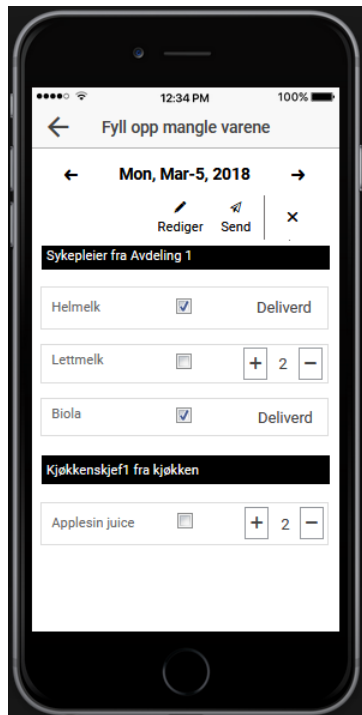 12:34 PM 100%
Fyll opp mangle varene
Mon, Mar-5, 2018
Rediger Send
Sykepleier fra Avdeling 1
Helmelk Deliverd
Lettmelk + 2 −
Biola Deliverd
Kjøkkenskjef1 fra kjøkken
Applesin juice + 2 −